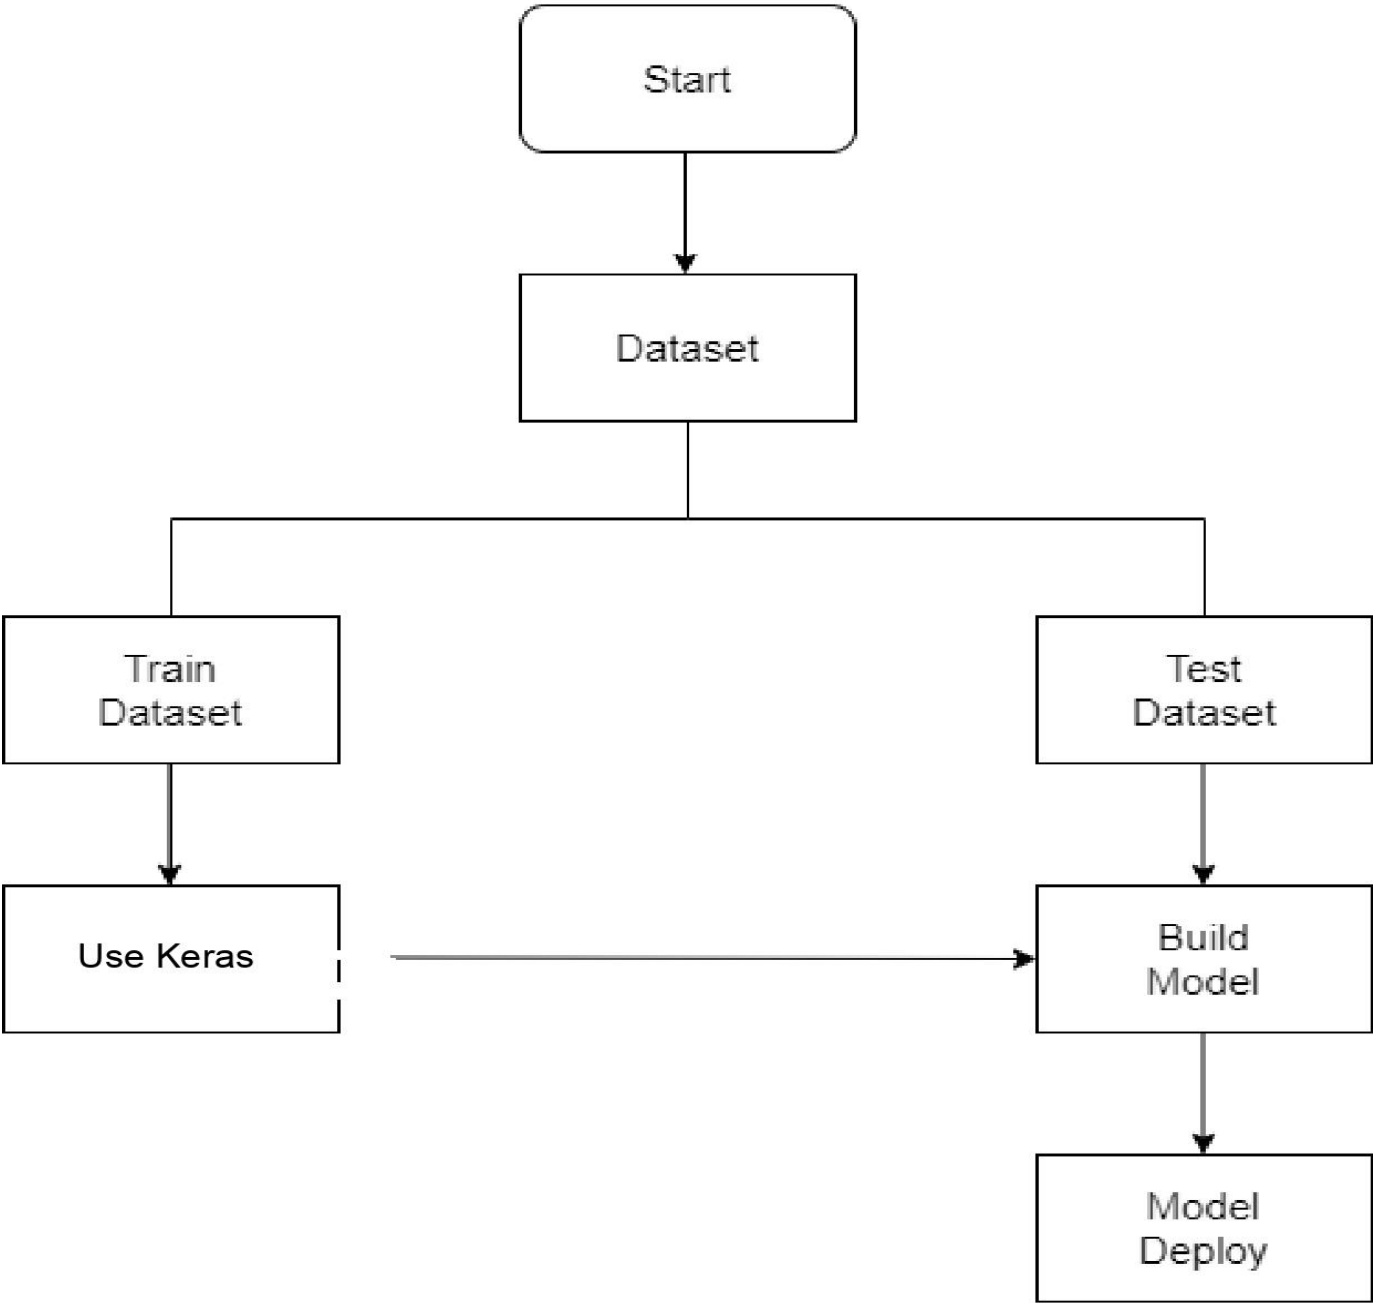 Start
Dataset
Train
Dataset
Test
Dataset
Use Keras
Build
Model
Model
Deploy